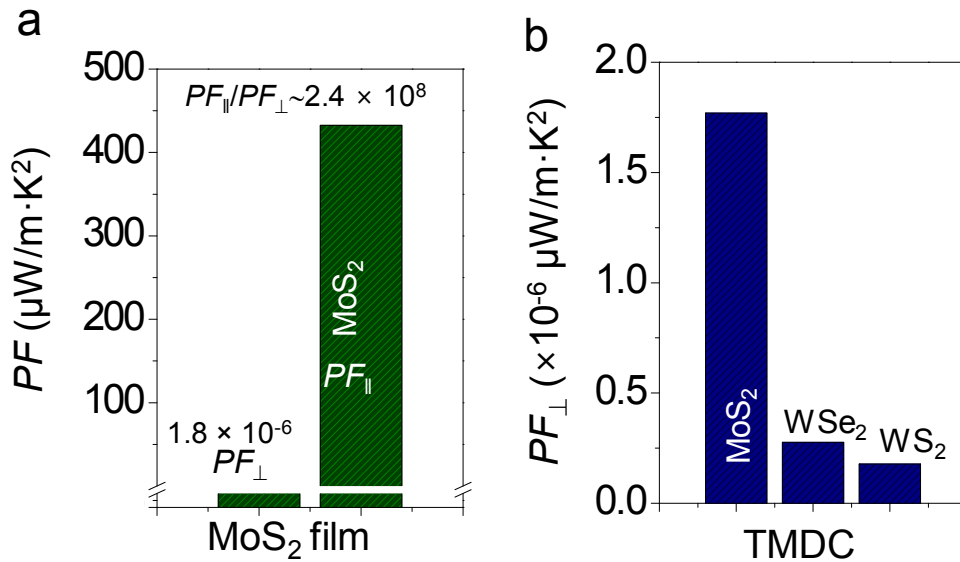 a
500
400
300
200
100
PF (μW/m·K²)
PF∥/PF⊥~2.4 × 10⁸
MoS₂
PF∥
1.8 × 10⁻⁶
PF⊥
MoS₂ film
b
2.0
1.5
1.0
0.5
0.0
PF⊥ (×10⁻⁶ μW/m·K²)
MoS₂
WSe₂
WS₂
TMDC